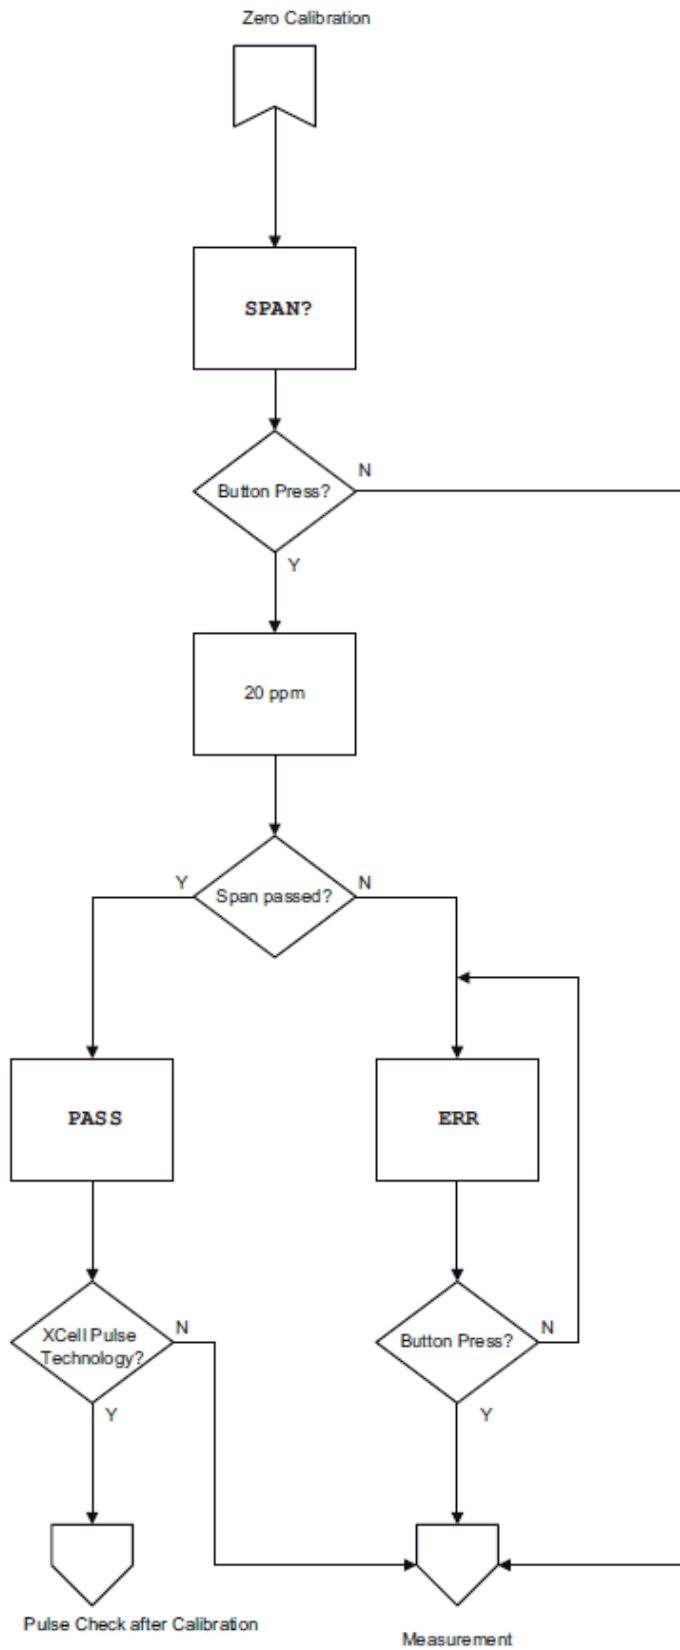 Zero Calibration
SPAN?
N
Button Press?
Y
20 ppm
Y
N
Span passed?
PASS
ERR
XCell Pulse
Technology?
N
Button Press?
N
Y
Y
Pulse Check after Calibration
Measurement